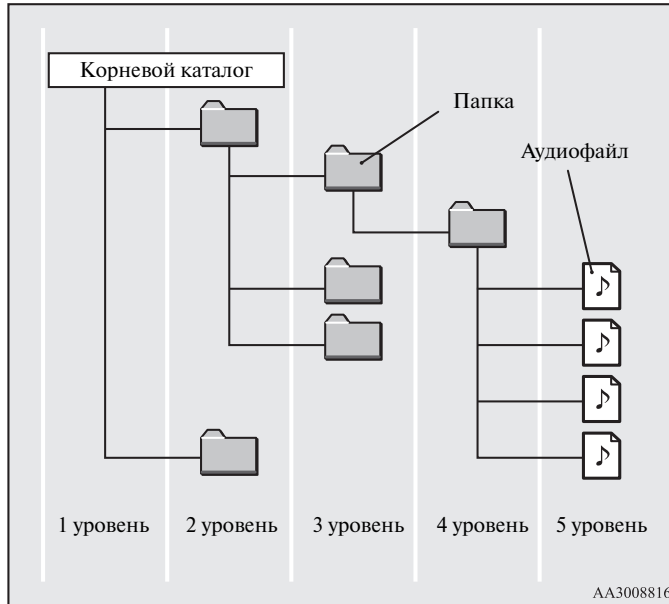 Корневой каталог
Папка
Аудиофайл
1 уровень 2 уровень 3 уровень 4 уровень 5 уровень
AA3008816